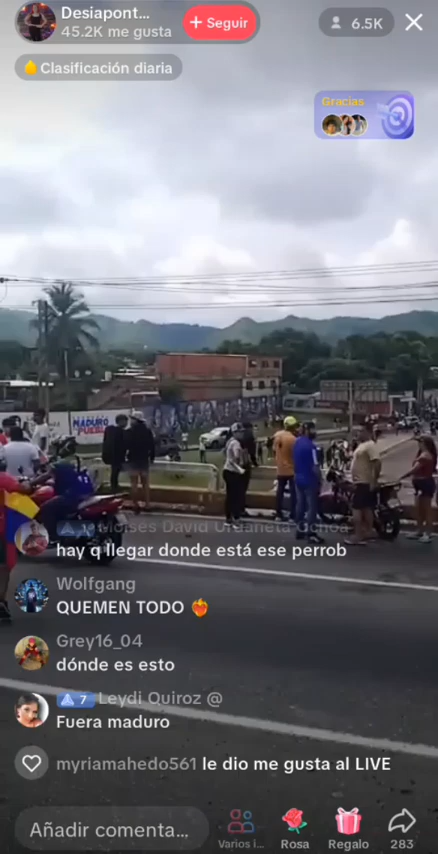 Desiapont...
45.2K me gusta
+ Seguir
6.5K
Clasificación diaria
Gracias
MADURO
PUEBLO
Moises David Urdaneta Ochoa
hay q llegar donde está ese perrob
Wolfgang
QUEMEN TODO ❤️‍🔥
Grey16_04
dónde es esto
7 Leydi Quiroz @
Fuera maduro
myriamahedo561 le dio me gusta al LIVE
Añadir comenta...
Varios i...
Rosa
Regalo
283